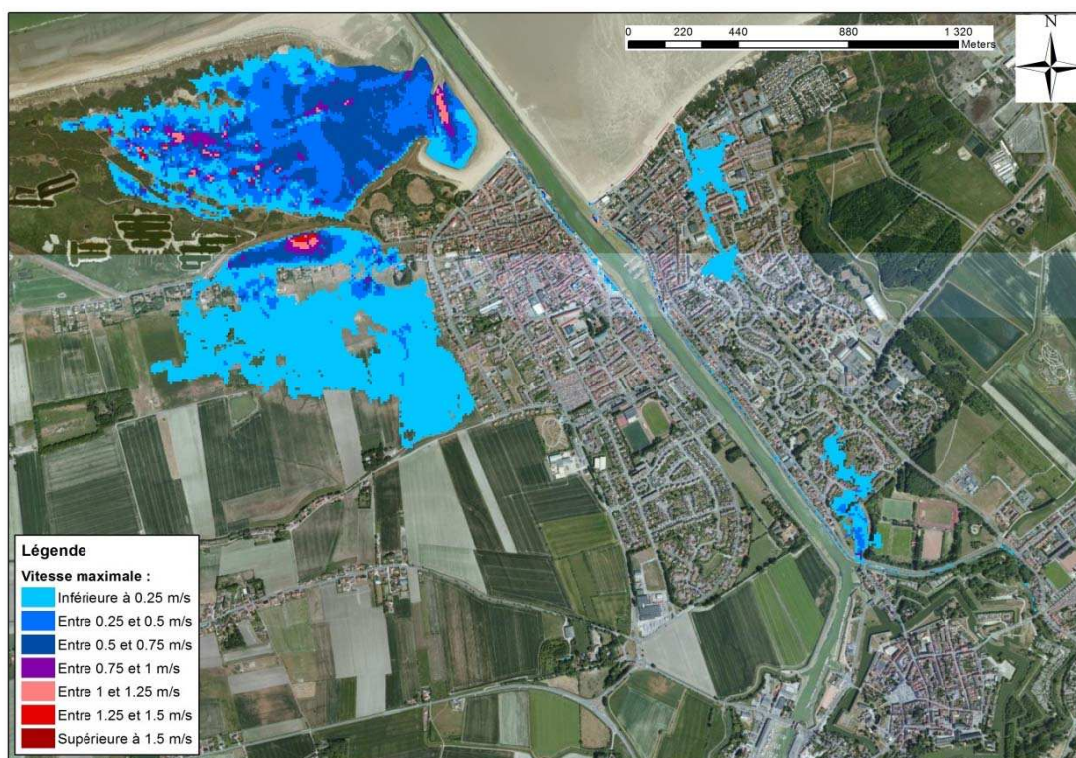 0 220 440 880 1 320
Meters
N
Légende
Vitesse maximale :
Inférieure à 0.25 m/s
Entre 0.25 et 0.5 m/s
Entre 0.5 et 0.75 m/s
Entre 0.75 et 1 m/s
Entre 1 et 1.25 m/s
Entre 1.25 et 1.5 m/s
Supérieure à 1.5 m/s